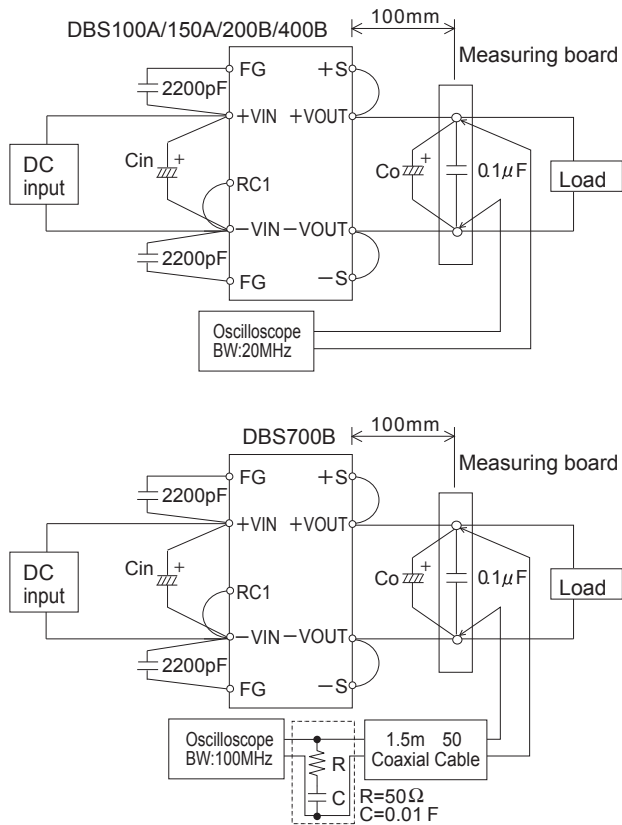 DBS100A/150A/200B/400B
100mm
Measuring board
FG
+S
2200pF
+VIN
+VOUT
DC
input
Cin
+
RC1
Co
+
0.1μF
Load
−VIN
−VOUT
2200pF
FG
−S
Oscilloscope
BW:20MHz
DBS700B
100mm
Measuring board
FG
+S
2200pF
+VIN
+VOUT
DC
input
Cin
+
RC1
Co
+
0.1μF
Load
−VIN
−VOUT
2200pF
FG
−S
Oscilloscope
BW:100MHz
R
C
1.5m 50
Coaxial Cable
R=50Ω
C=0.01 F